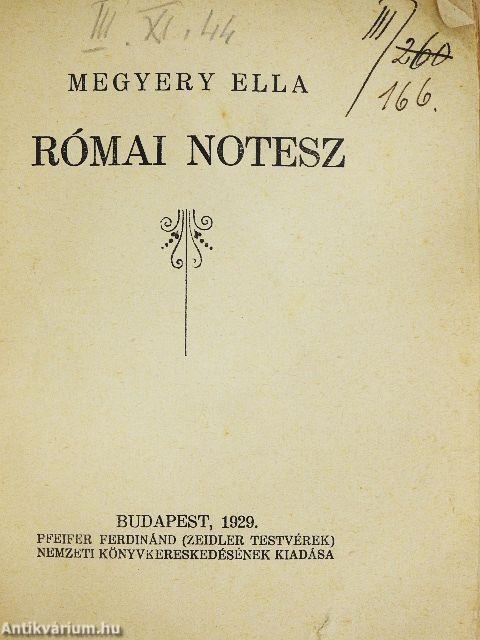 III. XI. 44
III/260
166.
MEGYERY ELLA
RÓMAI NOTESZ
BUDAPEST, 1929.
PFEIFER FERDINÁND (ZEIDLER TESTVÉREK)
NEMZETI KÖNYVKERESKEDÉSÉNEK KIADÁSA
Antikvárium.hu